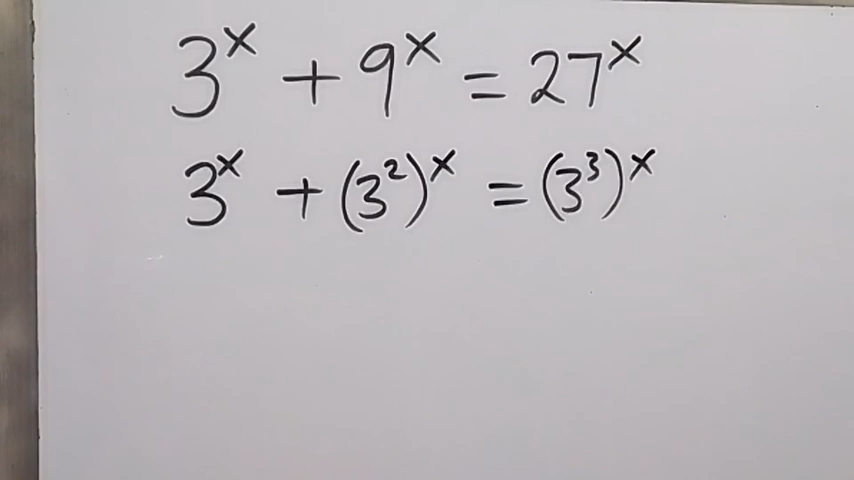 3^x + 9^x = 27^x
3^x + (3^2)^x = (3^3)^x